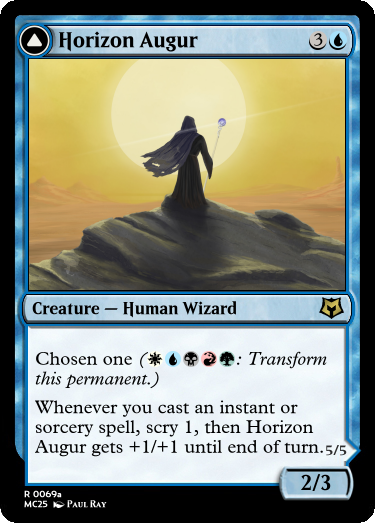 Horizon Augur 3
Creature — Human Wizard
Chosen one (: Transform
this permanent.)
Whenever you cast an instant or
sorcery spell, scry 1, then Horizon
Augur gets +1/+1 until end of turn.
5/5
2/3
R 0069a
MC25 Paul Ray